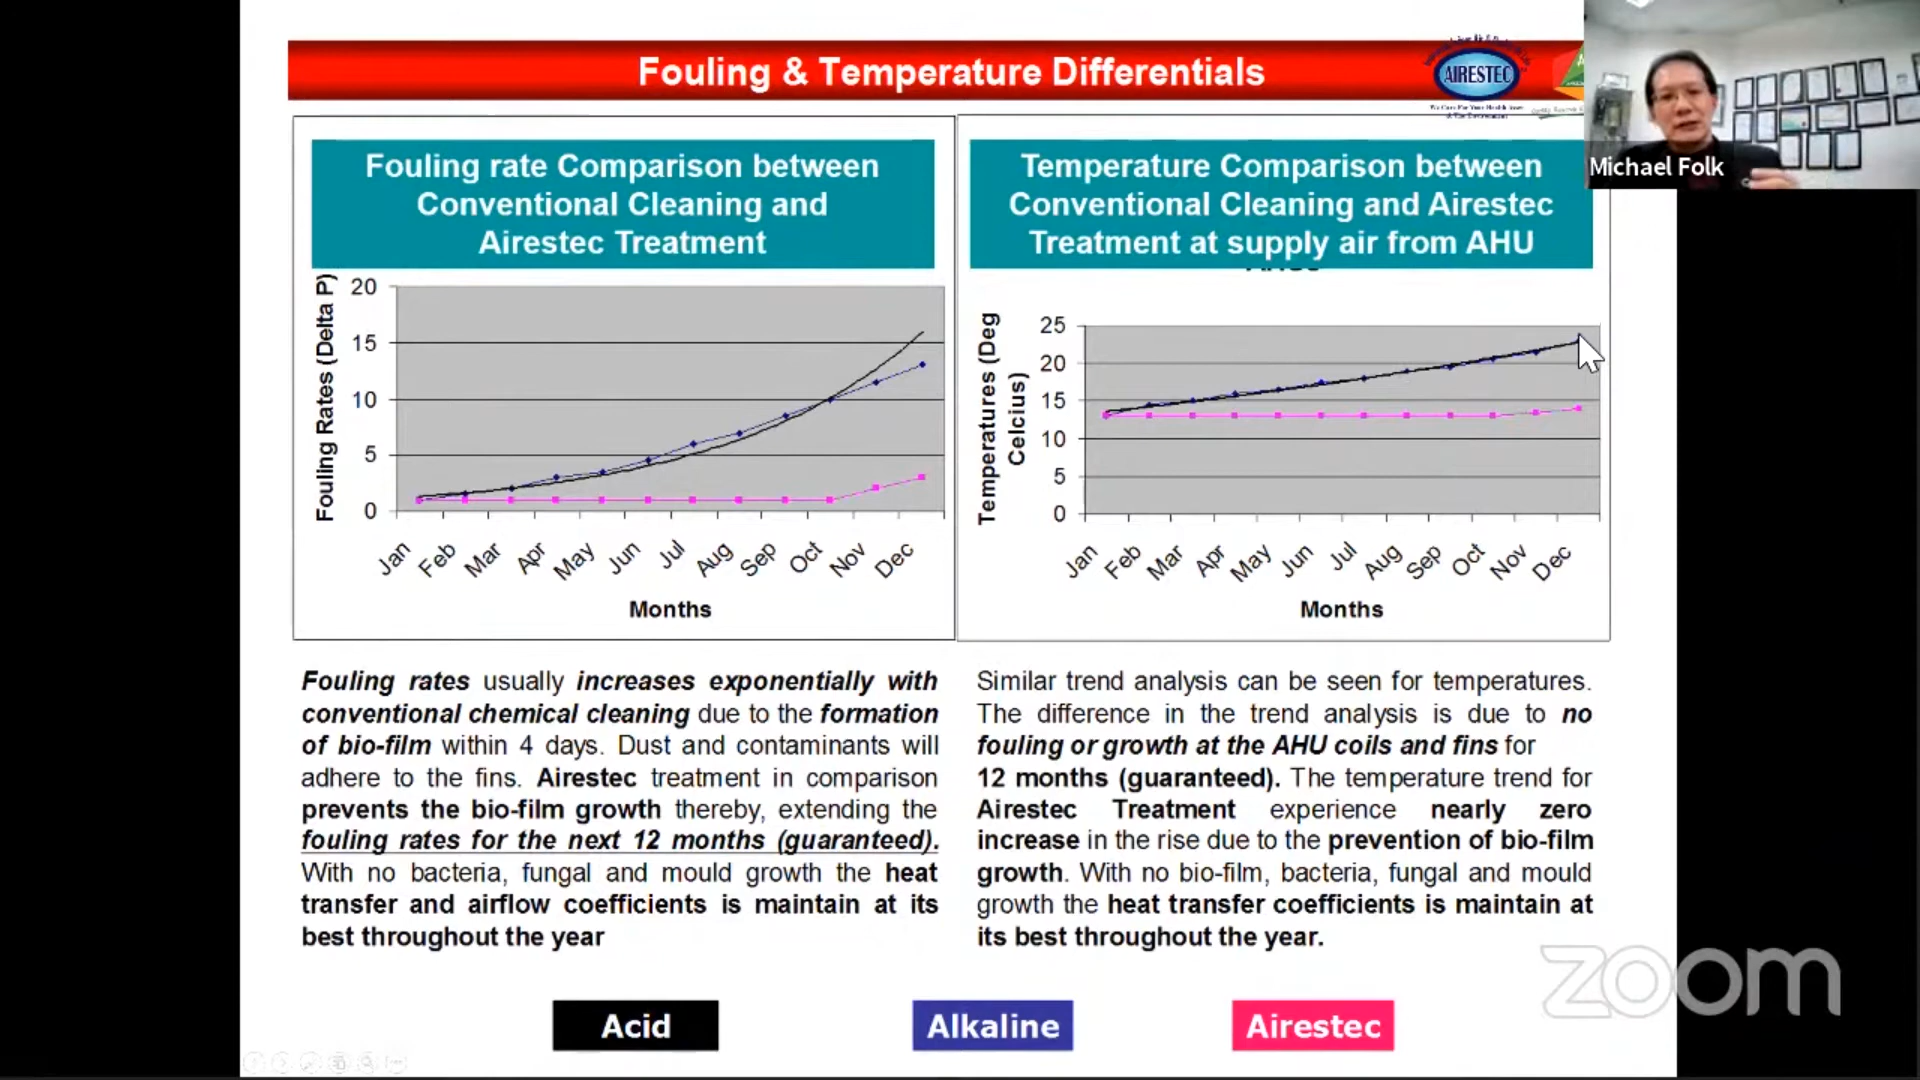 Fouling & Temperature Differentials
AIRESTEC
Michael Folk
Fouling rate Comparison between
Conventional Cleaning and
Airestec Treatment
Fouling Rates (Delta P)
20
15
10
5
0
Jan
Feb
Mar
Apr
May
Jun
Jul
Aug
Sep
Oct
Nov
Dec
Months
Temperature Comparison between
Conventional Cleaning and Airestec
Treatment at supply air from AHU
Temperatures (Deg
Celcius)
25
20
15
10
5
0
Jan
Feb
Mar
Apr
May
Jun
Jul
Aug
Sep
Oct
Nov
Dec
Months
Fouling rates usually increases exponentially with
conventional chemical cleaning due to the formation
of bio-film within 4 days. Dust and contaminants will
adhere to the fins. Airestec treatment in comparison
prevents the bio-film growth thereby, extending the
fouling rates for the next 12 months (guaranteed).
With no bacteria, fungal and mould growth the heat
transfer and airflow coefficients is maintain at its
best throughout the year
Similar trend analysis can be seen for temperatures.
The difference in the trend analysis is due to no
fouling or growth at the AHU coils and fins for
12 months (guaranteed). The temperature trend for
Airestec Treatment experience nearly zero
increase in the rise due to the prevention of bio-film
growth. With no bio-film, bacteria, fungal and mould
growth the heat transfer coefficients is maintain at
its best throughout the year.
Acid
Alkaline
Airestec
zoom